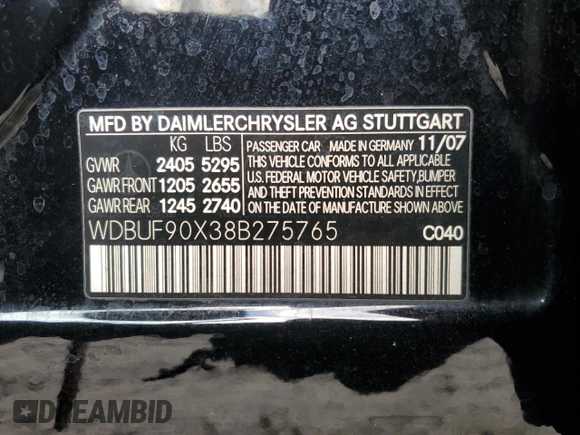 MFD BY DAIMLERCHRYSLER AG STUTTGART
KG LBS
GVWR 2405 5295
GAWR FRONT 1205 2655
GAWR REAR 1245 2740
PASSENGER CAR MADE IN GERMANY 11/07
THIS VEHICLE CONFORMS TO ALL APPLICABLE
U.S. FEDERAL MOTOR VEHICLE SAFETY,BUMPER
AND THEFT PREVENTION STANDARDS IN EFFECT
ON THE DATE OF MANUFACTURE SHOWN ABOVE.
WDBUF90X38B275765
C040
DREAMBID